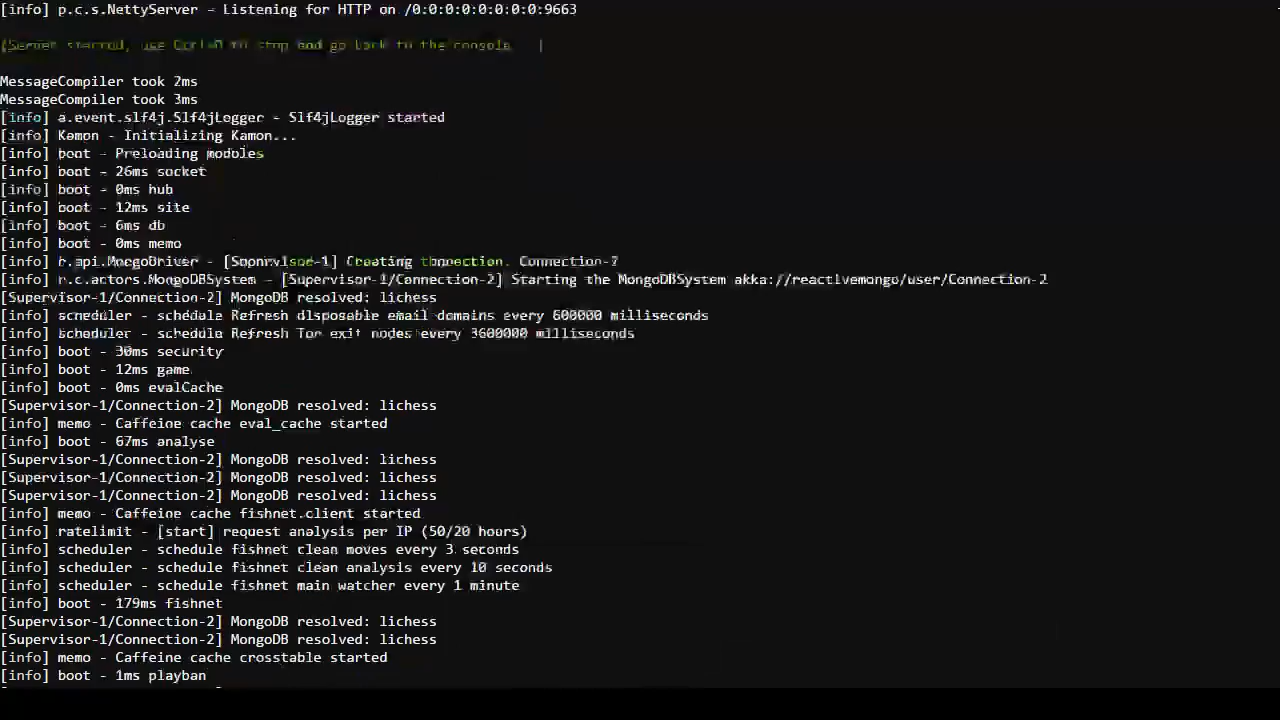 [info] p.c.s.NettyServer - Listening for HTTP on /0:0:0:0:0:0:0:0:9663
(Server started, use Ctrl+D to stop and go back to the console
MessageCompiler took 2ms
MessageCompiler took 3ms
[info] a.event.slf4j.Slf4jLogger - Slf4jLogger started
[info] Kamon - Initializing Kamon...
[info] boot - Preloading modules
[info] boot - 26ms socket
[info] boot - 0ms hub
[info] boot - 12ms site
[info] boot - 6ms db
[info] boot - 0ms memo
[info] r.api.MongoDriver - [Supervisor-1] Creating connection: Connection-2
[info] r.c.actors.MongoDBSystem - [Supervisor-1/Connection-2] Starting the MongoDBSystem akka://reactivemongo/user/Connection-2
[Supervisor-1/Connection-2] MongoDB resolved: lichess
[info] scheduler - schedule Refresh disposable email domains every 600000 milliseconds
[info] scheduler - schedule Refresh Tor exit nodes every 3600000 milliseconds
[info] boot - 30ms security
[info] boot - 12ms game
[info] boot - 0ms evalCache
[Supervisor-1/Connection-2] MongoDB resolved: lichess
[info] memo - Caffeine cache eval_cache started
[info] boot - 67ms analyse
[Supervisor-1/Connection-2] MongoDB resolved: lichess
[Supervisor-1/Connection-2] MongoDB resolved: lichess
[Supervisor-1/Connection-2] MongoDB resolved: lichess
[info] memo - Caffeine cache fishnet.client started
[info] ratelimit - [start] request analysis per IP (50/20 hours)
[info] scheduler - schedule fishnet clean moves every 3 seconds
[info] scheduler - schedule fishnet clean analysis every 10 seconds
[info] scheduler - schedule fishnet main watcher every 1 minute
[info] boot - 179ms fishnet
[Supervisor-1/Connection-2] MongoDB resolved: lichess
[Supervisor-1/Connection-2] MongoDB resolved: lichess
[info] memo - Caffeine cache crosstable started
[info] boot - 1ms playban